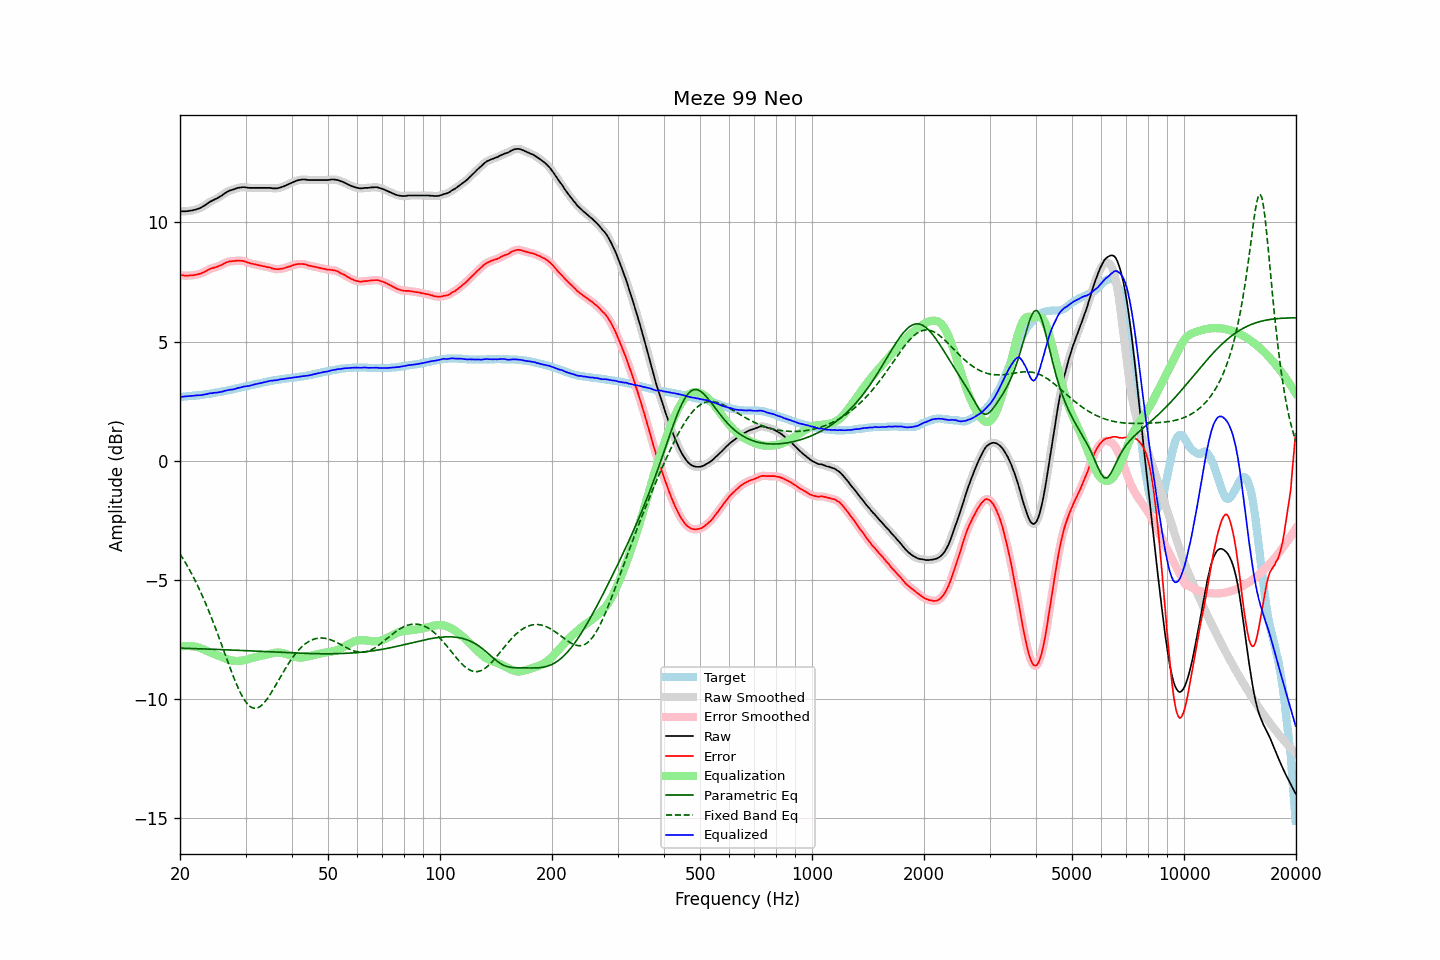 Meze 99 Neo
Amplitude (dBr)
10
5
0
−5
−10
−15
20
50
100
200
500
1000
2000
5000
10000
20000
Frequency (Hz)
Target
Raw Smoothed
Error Smoothed
Raw
Error
Equalization
Parametric Eq
Fixed Band Eq
Equalized